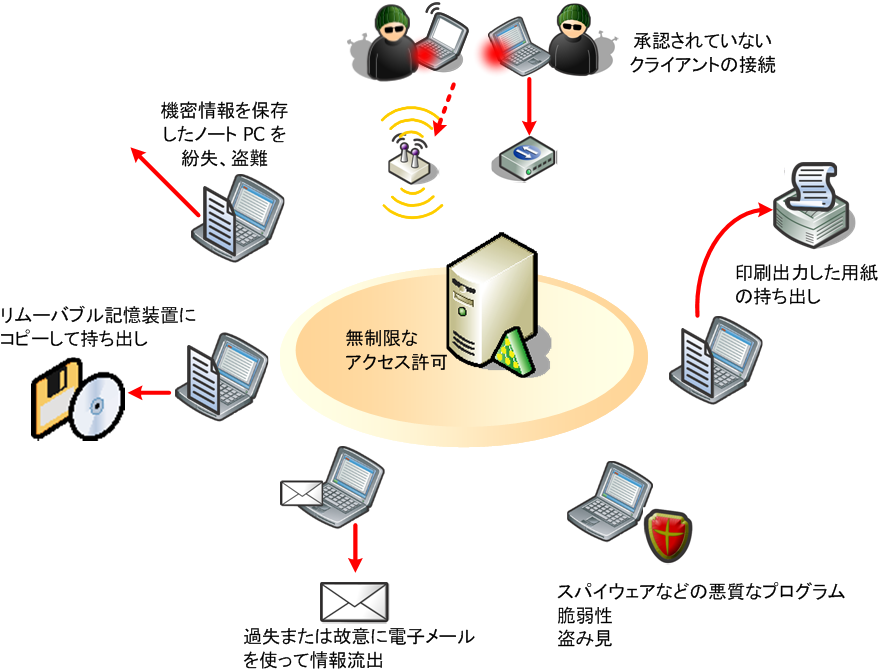 承認されていない
クライアントの接続
機密情報を保存
したノート PC を
紛失、盗難
印刷出力した用紙
の持ち出し
リムーバブル記憶装置に
コピーして持ち出し
無制限な
アクセス許可
スパイウェアなどの悪質なプログラム
脆弱性
盗み見
過失または故意に電子メール
を使って情報流出